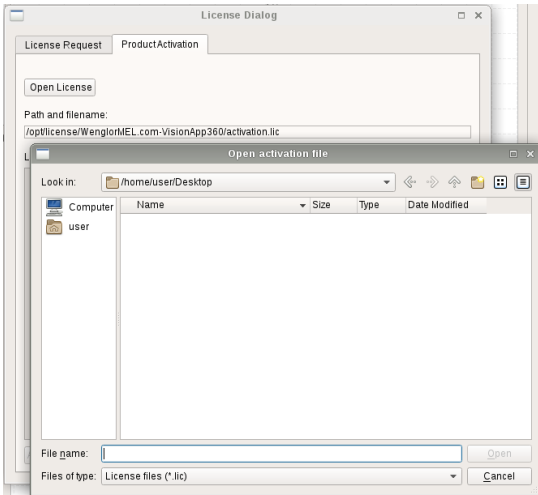 License Dialog
License Request Product Activation
Open License
Path and filename:
/opt/license/WenglorMEL.com-VisionApp360/activation.lic
Open activation file
Look in: /home/user/Desktop
Computer
user
Name Size Type Date Modified
File name: Open
Files of type: License files (*.lic) Cancel